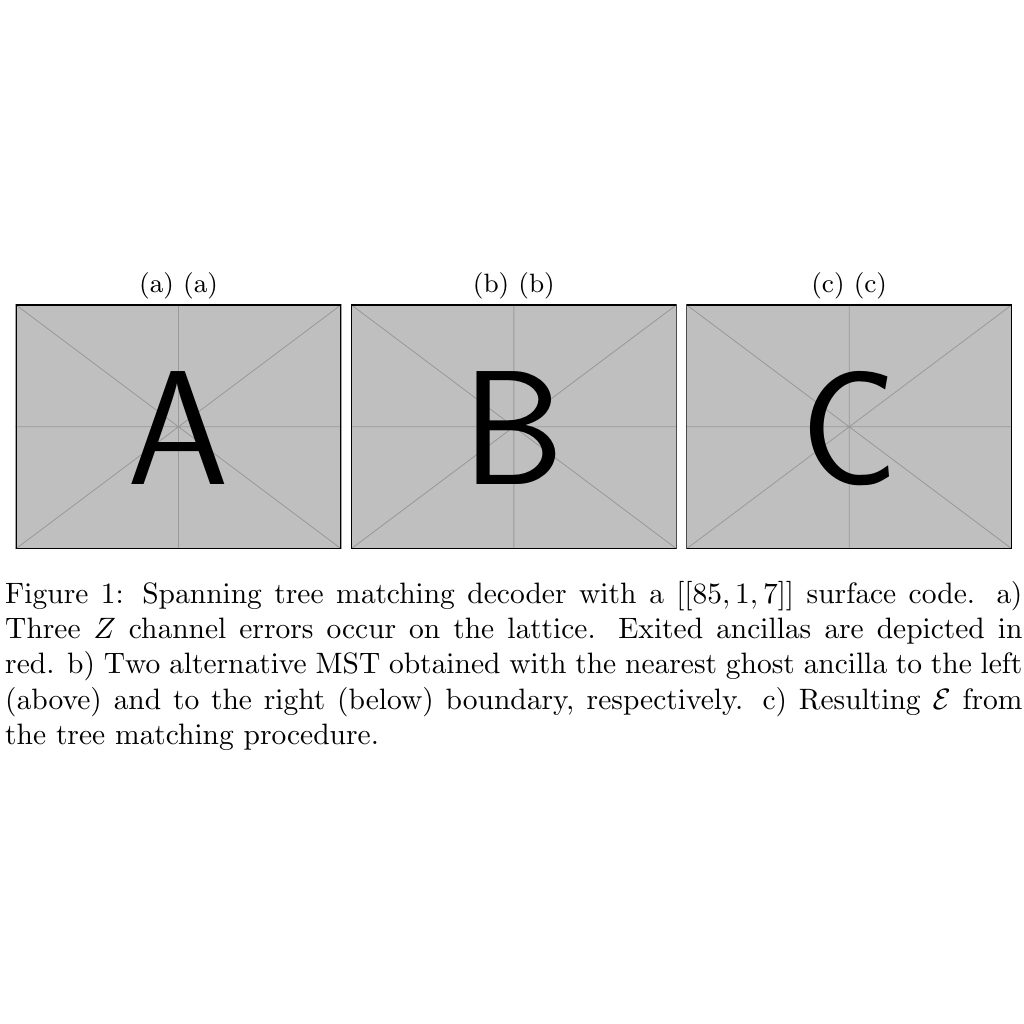 (a) (a) (b) (b) (c) (c)
A B C
Figure 1: Spanning tree matching decoder with a [[85, 1, 7]] surface code. a)
Three Z channel errors occur on the lattice. Exited ancillas are depicted in
red. b) Two alternative MST obtained with the nearest ghost ancilla to the left
(above) and to the right (below) boundary, respectively. c) Resulting ℰ from
the tree matching procedure.